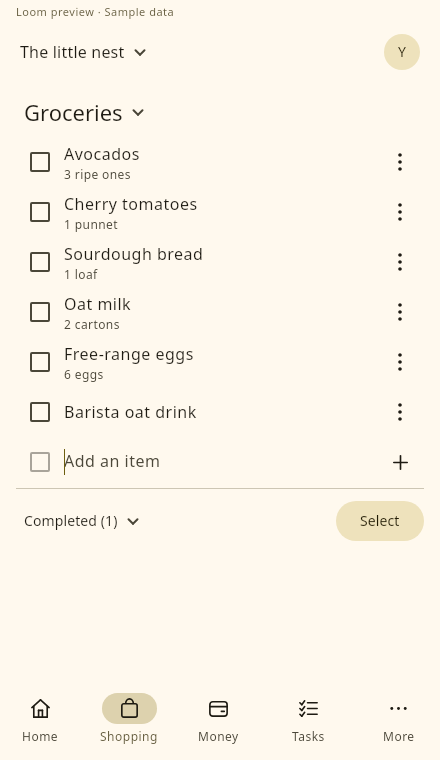 Loom preview · Sample data
The little nest
Y
Groceries
Avocados
3 ripe ones
Cherry tomatoes
1 punnet
Sourdough bread
1 loaf
Oat milk
2 cartons
Free-range eggs
6 eggs
Barista oat drink
Add an item
Completed (1)
Select
Home
Shopping
Money
Tasks
More